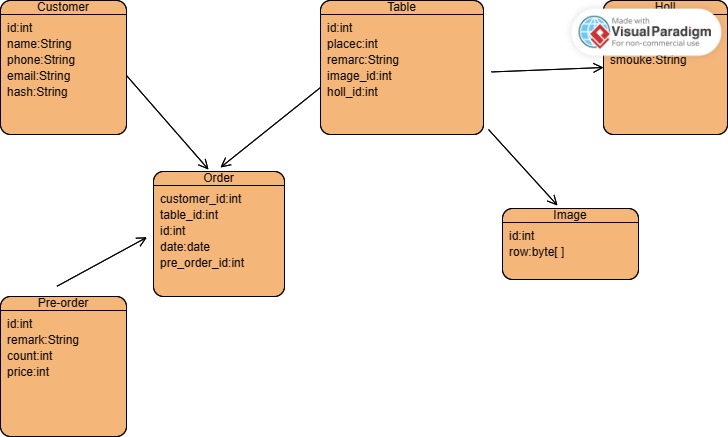 Customer
id:int
name:String
phone:String
email:String
hash:String
Table
id:int
placec:int
remarc:String
image_id:int
holl_id:int
Holl
smouke:String
Made with
Visual Paradigm
For non-commercial use
Order
customer_id:int
table_id:int
id:int
date:date
pre_order_id:int
Image
id:int
row:byte[ ]
Pre-order
id:int
remark:String
count:int
price:int